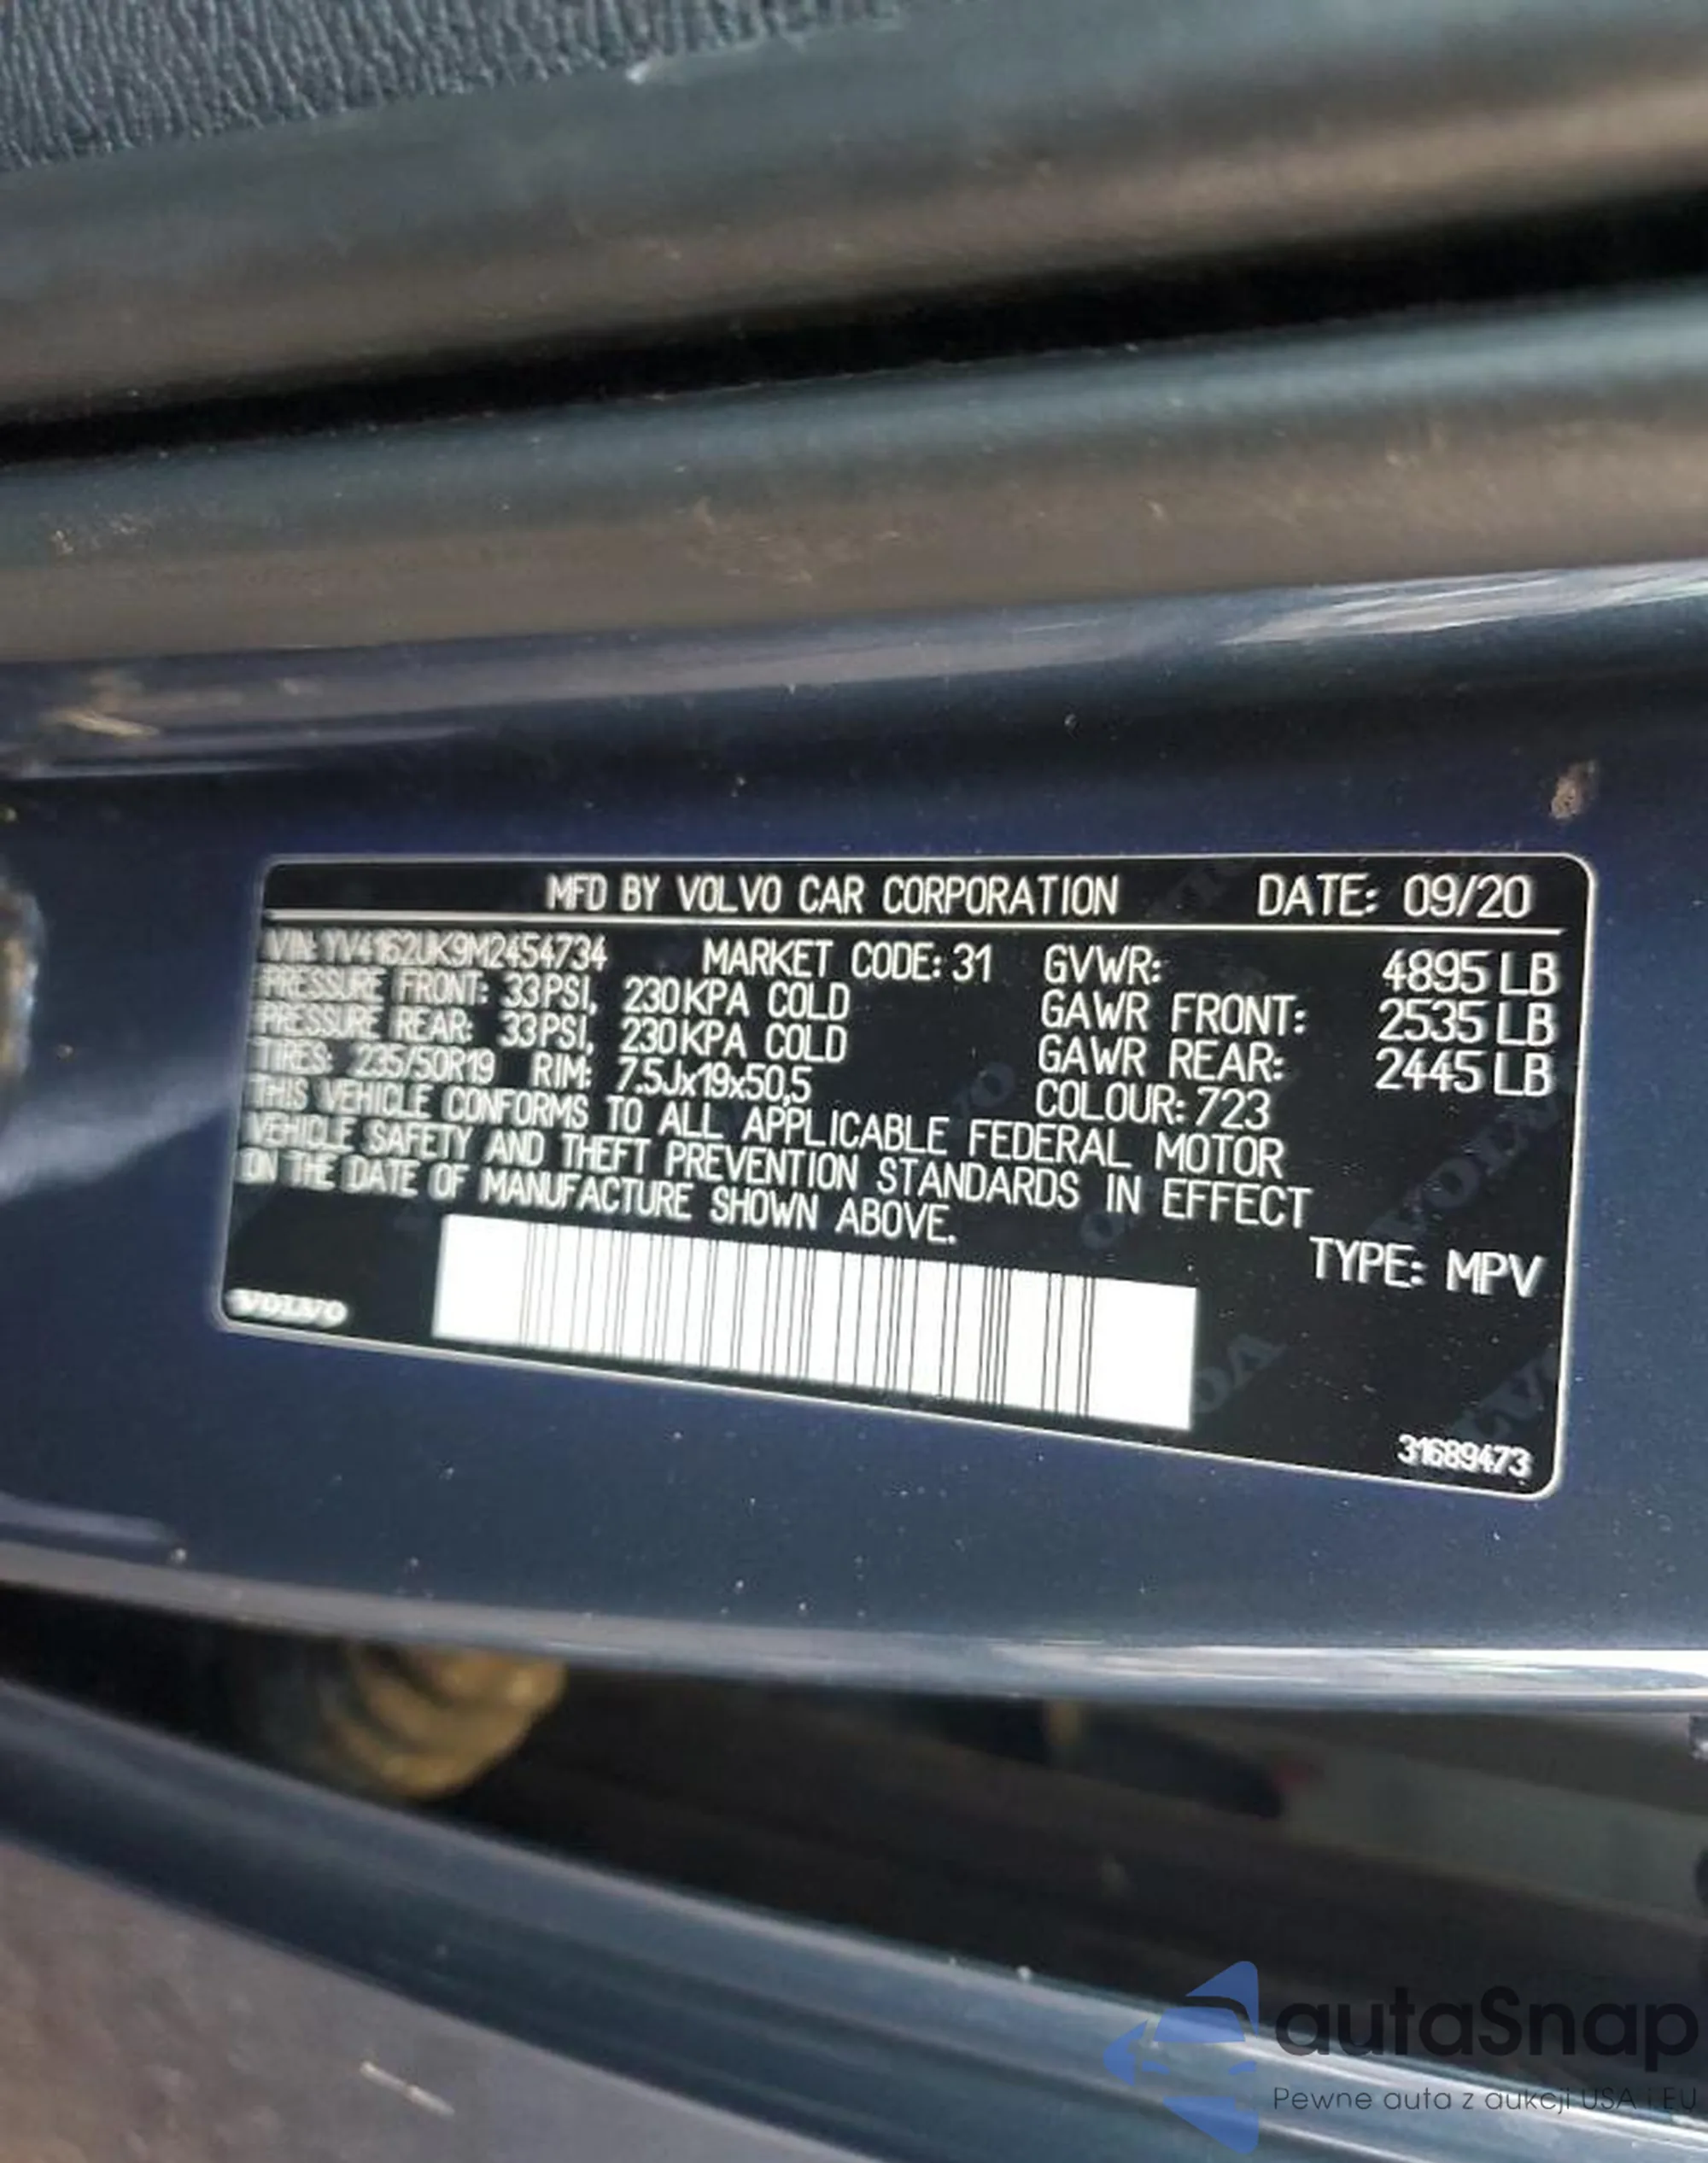 MFD BY VOLVO CAR CORPORATION DATE: 09/20
VIN: YV4162UK9M2454734 MARKET CODE: 31 GVWR: 4895 LB
PRESSURE FRONT: 33 PSI, 230 KPA COLD GAWR FRONT: 2535 LB
PRESSURE REAR: 33 PSI, 230 KPA COLD GAWR REAR: 2445 LB
TIRES: 235/50R19 RIM: 7.5Jx19x50,5 COLOUR: 723
THIS VEHICLE CONFORMS TO ALL APPLICABLE FEDERAL MOTOR
VEHICLE SAFETY AND THEFT PREVENTION STANDARDS IN EFFECT
ON THE DATE OF MANUFACTURE SHOWN ABOVE.
TYPE: MPV
VOLVO
31689473
autaSnap
Pewne auta z aukcji USA i EU